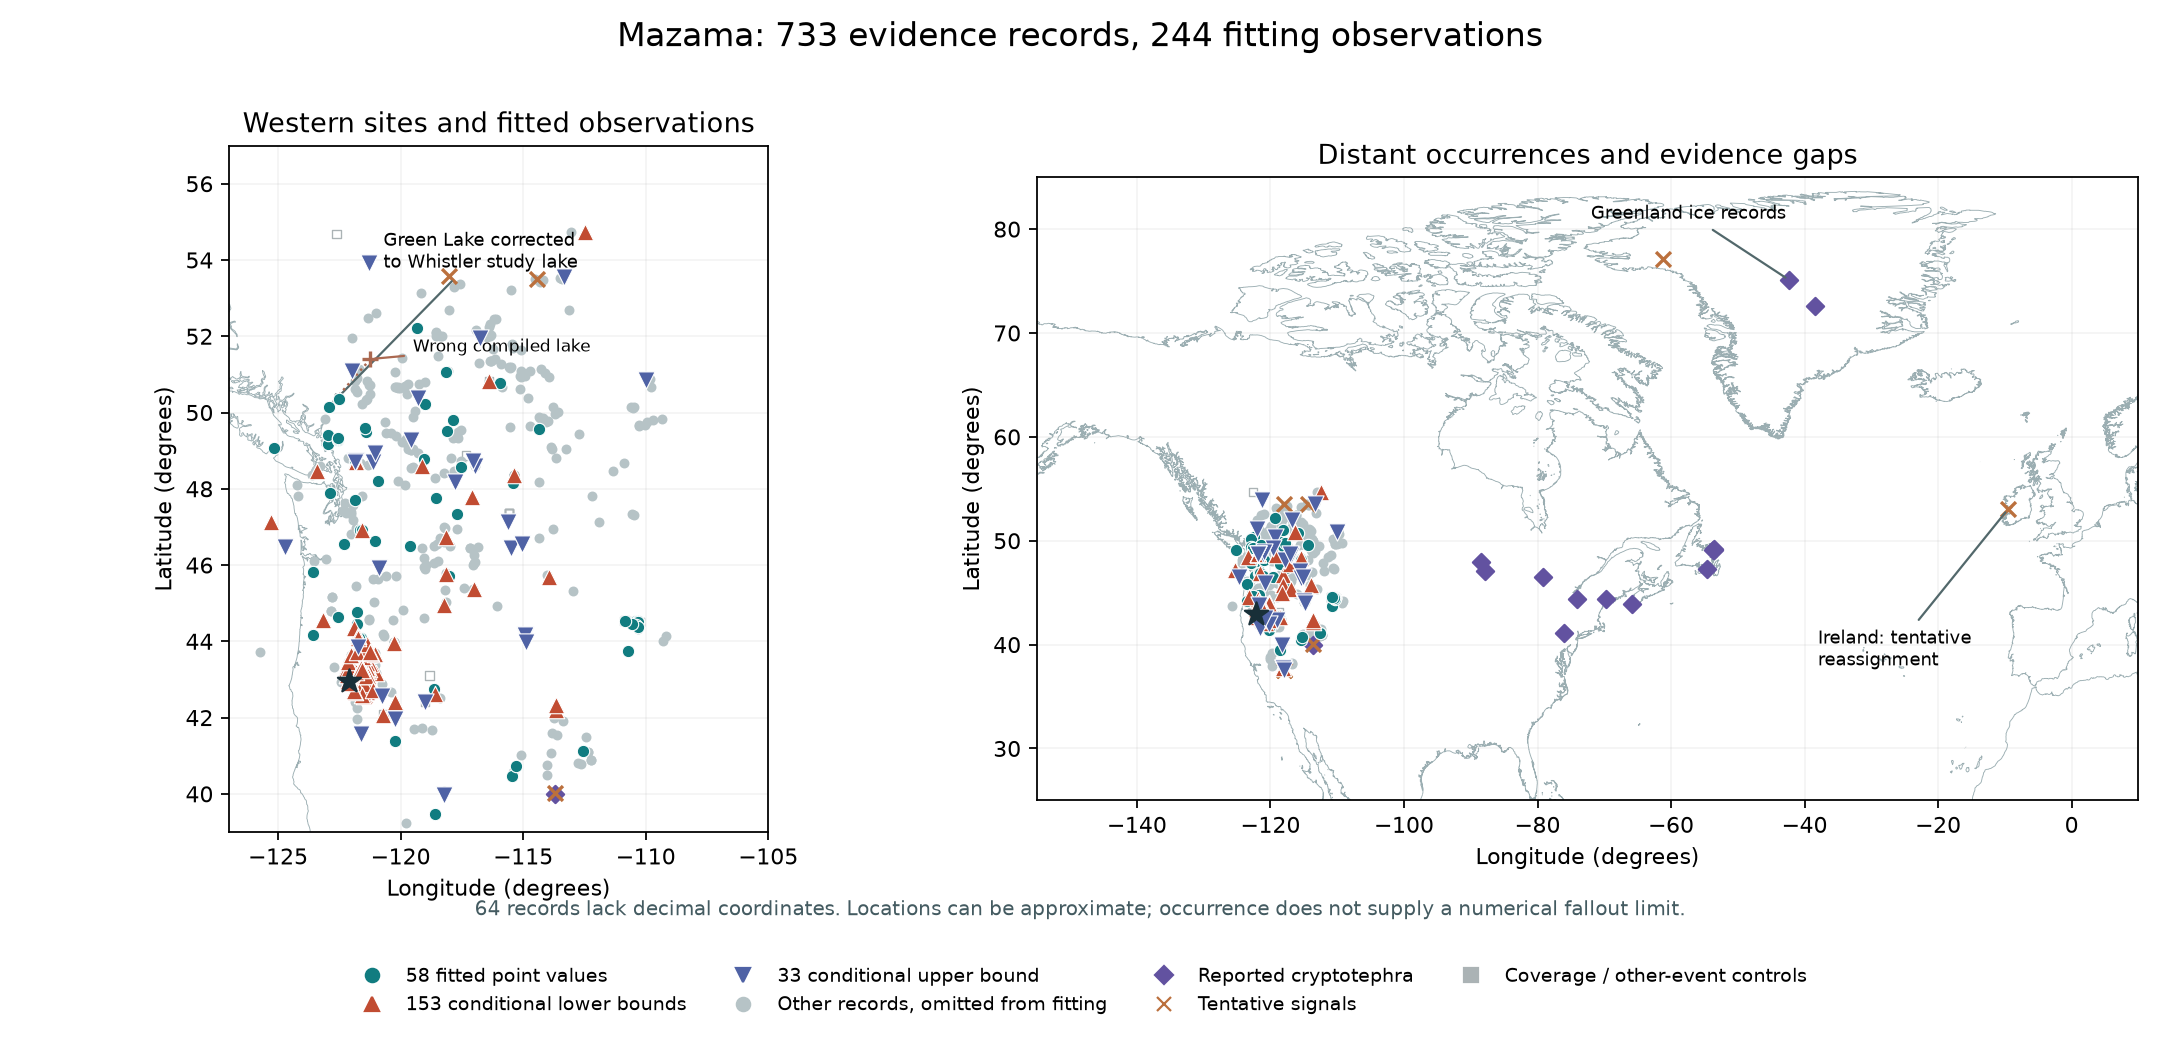 Mazama: 733 evidence records, 244 fitting observations
Western sites and fitted observations
Latitude (degrees)
56
54
52
50
48
46
44
42
40
Green Lake corrected
to Whistler study lake
Wrong compiled lake
−125
−120
−115
−110
−105
Longitude (degrees)
Distant occurrences and evidence gaps
Latitude (degrees)
80
70
60
50
40
30
Greenland ice records
Ireland: tentative
reassignment
−140
−120
−100
−80
−60
−40
−20
0
Longitude (degrees)
64 records lack decimal coordinates. Locations can be approximate; occurrence does not supply a numerical fallout limit.
58 fitted point values
153 conditional lower bounds
33 conditional upper bound
Other records, omitted from fitting
Reported cryptotephra
Tentative signals
Coverage / other-event controls